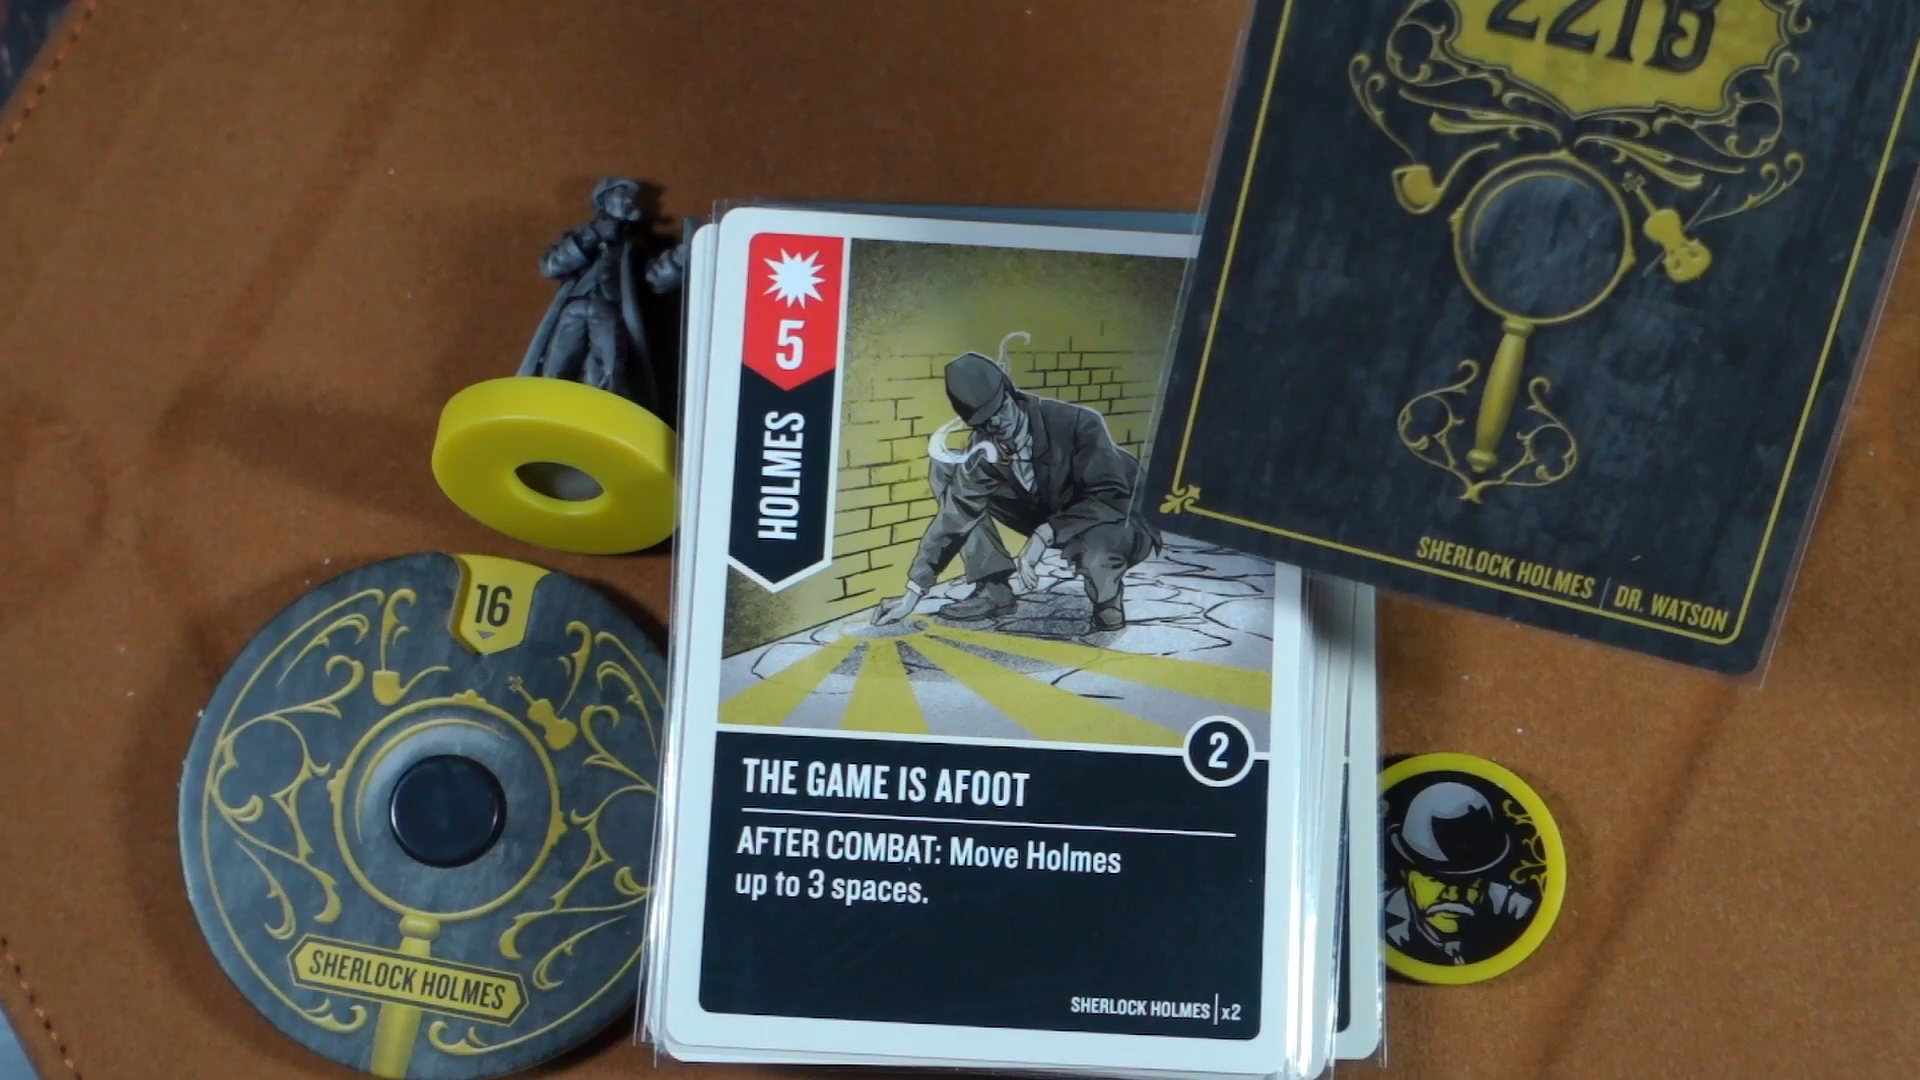 221B
5
HOLMES
2
THE GAME IS AFOOT
AFTER COMBAT: Move Holmes
up to 3 spaces.
SHERLOCK HOLMES | x2
SHERLOCK HOLMES | DR. WATSON
16
SHERLOCK HOLMES